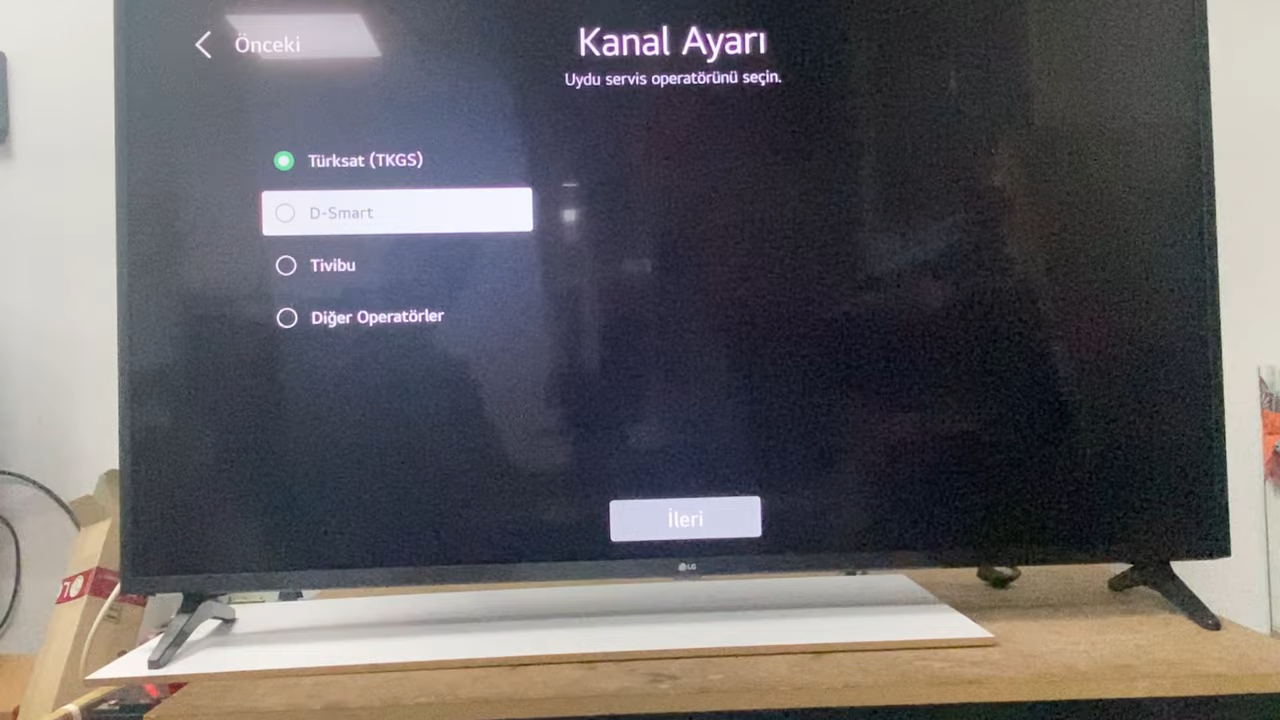 Önceki
Kanal Ayarı
Uydu servis operatörünü seçin.
Türksat (TKGS)
D-Smart
Tivibu
Diğer Operatörler
İleri
LG